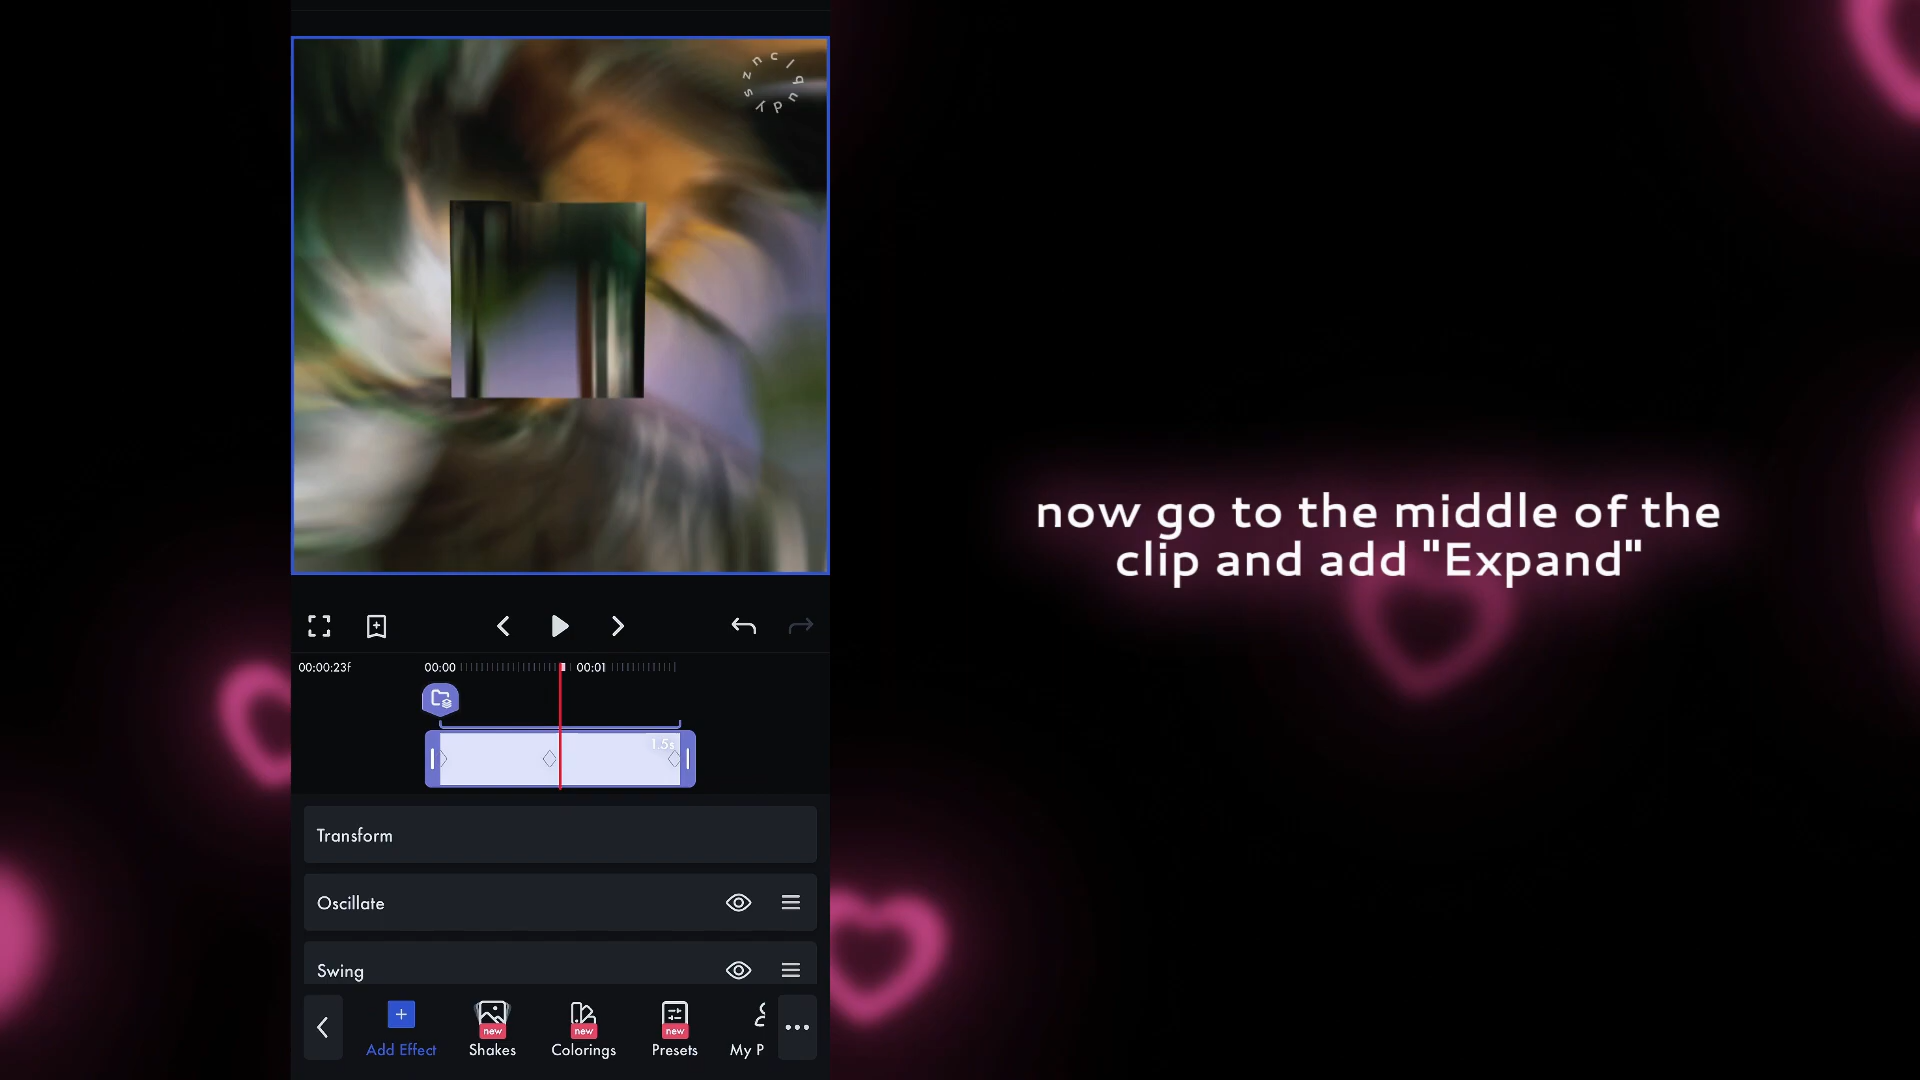 znclqudys
now go to the middle of the
clip and add "Expand"
00:00:23f
00:00
00:01
1.5s
Transform
Oscillate
Swing
Add Effect
new
Shakes
new
Colorings
new
Presets
My P